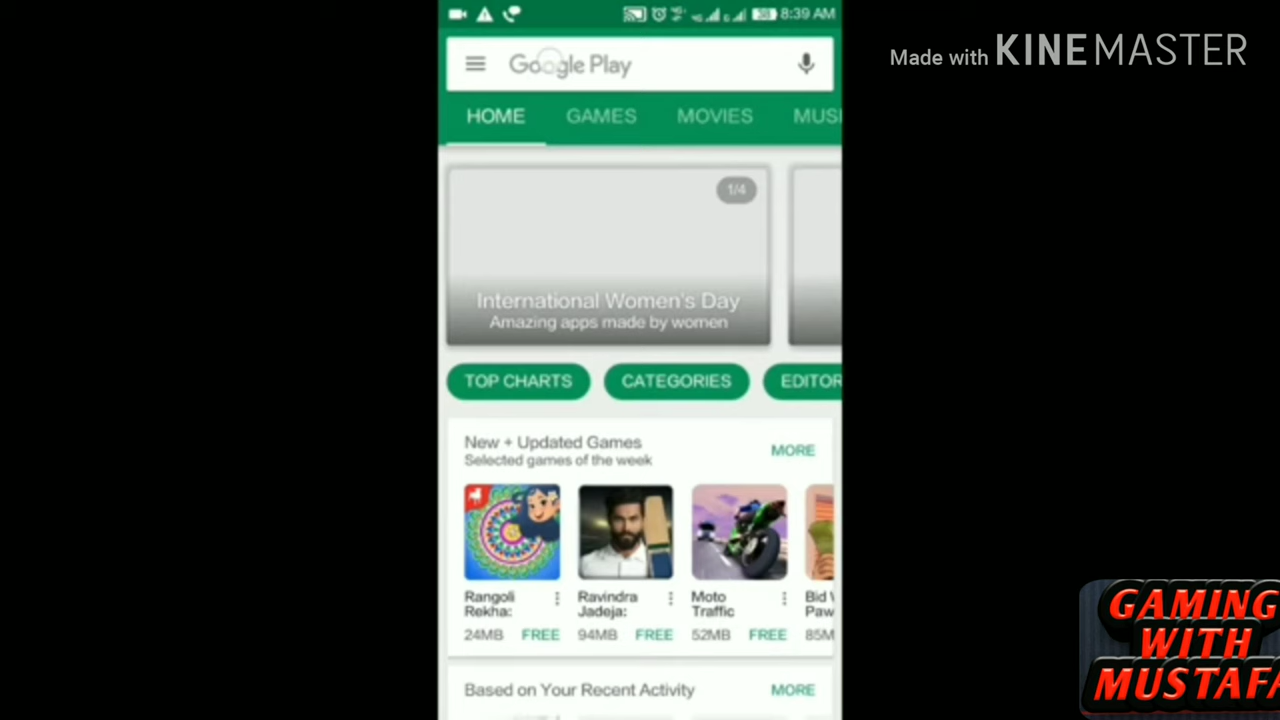 8:39 AM
Made with KINEMASTER
Google Play
HOME GAMES MOVIES MUSI
1/4
International Women's Day
Amazing apps made by women
TOP CHARTS CATEGORIES EDITOR
New + Updated Games
MORE
Selected games of the week
Rangoli Rekha:
24MB FREE
Ravindra Jadeja:
94MB FREE
Moto Traffic
52MB FREE
Bid
Paw
85M
Based on Your Recent Activity MORE
GAMING
WITH
MUSTAFA